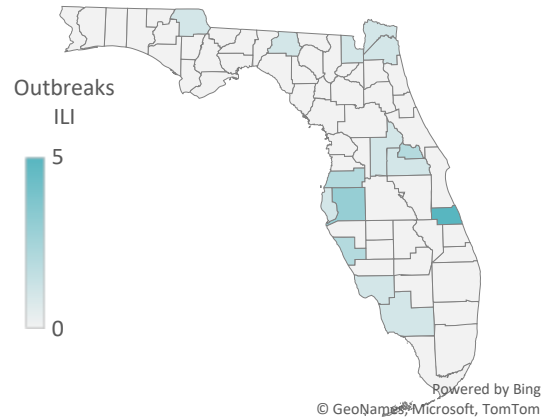 Outbreaks
ILI
5
0
Powered by Bing
© GeoNames, Microsoft, TomTom